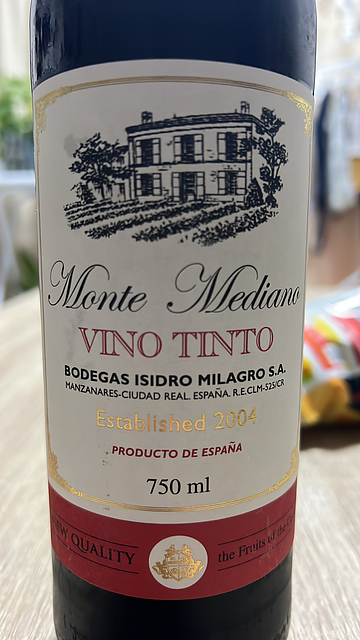 Monte Mediano
VINO TINTO
BODEGAS ISIDRO MILAGRO S.A.
MANZANARES-CIUDAD REAL. ESPAÑA. R.E.CLM-525/CR
Established 2004
PRODUCTO DE ESPAÑA
750 ml
QUALITY
the Fruits of the